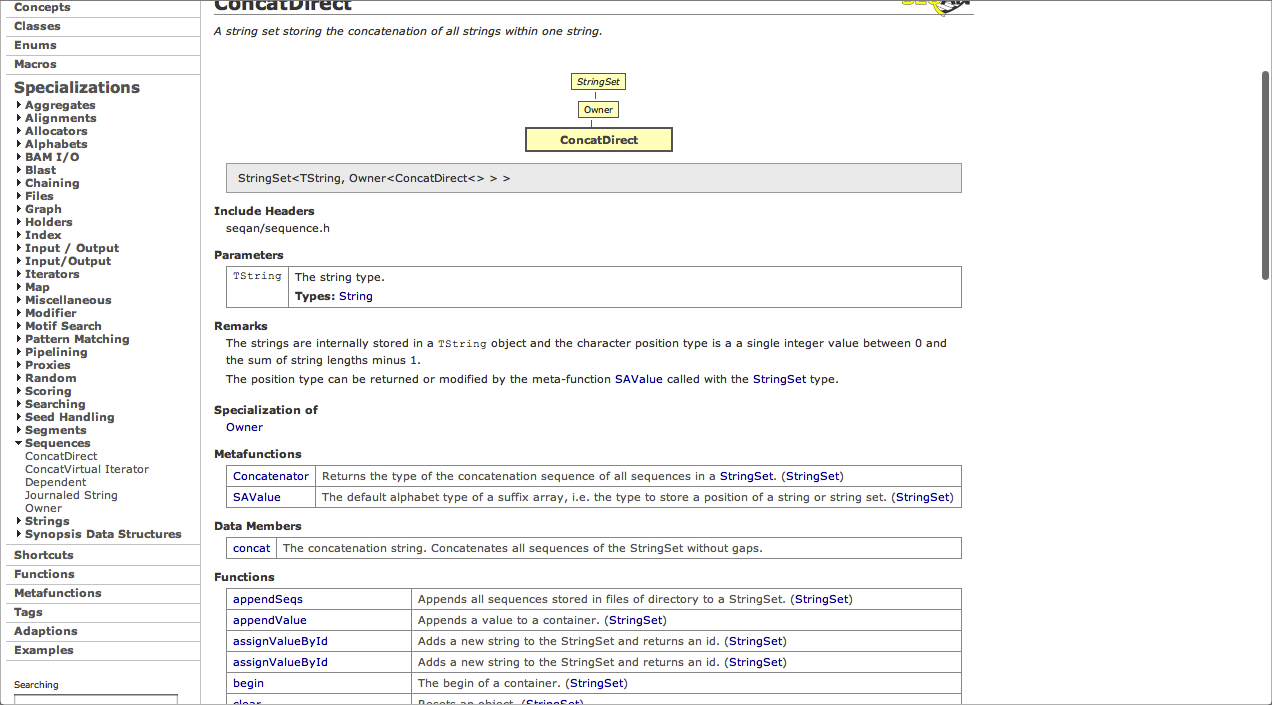 Concepts
Classes
Enums
Macros
Specializations
Aggregates
Alignments
Allocators
Alphabets
BAM I/O
Blast
Chaining
Files
Graph
Holders
Index
Input / Output
Input/Output
Iterators
Map
Miscellaneous
Modifier
Motif Search
Pattern Matching
Pipelining
Proxies
Random
Scoring
Searching
Seed Handling
Segments
Sequences
ConcatDirect
ConcatVirtual Iterator
Dependent
Journaled String
Owner
Strings
Synopsis Data Structures
Shortcuts
Functions
Metafunctions
Tags
Adaptions
Examples
Searching
ConcatDirect
A string set storing the concatenation of all strings within one string.
StringSet
Owner
ConcatDirect
StringSet<TString, Owner<ConcatDirect<> > >
Include Headers
seqan/sequence.h
Parameters
TString The string type.
Types: String
Remarks
The strings are internally stored in a TString object and the character position type is a a single integer value between 0 and
the sum of string lengths minus 1.
The position type can be returned or modified by the meta-function SAValue called with the StringSet type.
Specialization of
Owner
Metafunctions
Concatenator Returns the type of the concatenation sequence of all sequences in a StringSet. (StringSet)
SAValue The default alphabet type of a suffix array, i.e. the type to store a position of a string or string set. (StringSet)
Data Members
concat The concatenation string. Concatenates all sequences of the StringSet without gaps.
Functions
appendSeqs Appends all sequences stored in files of directory to a StringSet. (StringSet)
appendValue Appends a value to a container. (StringSet)
assignValueById Adds a new string to the StringSet and returns an id. (StringSet)
assignValueById Adds a new string to the StringSet and returns an id. (StringSet)
begin The begin of a container. (StringSet)
clear Resets an object. (StringSet)